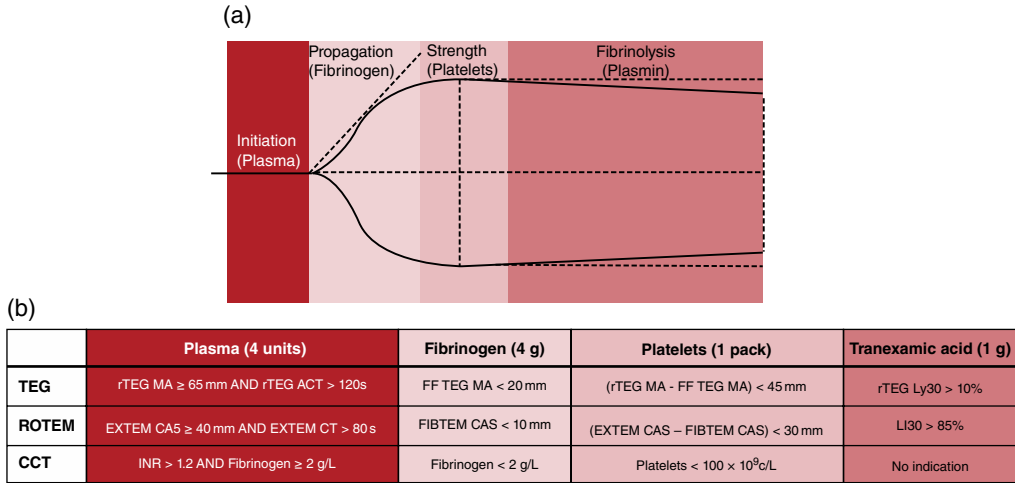 (a)
Propagation
(Fibrinogen)
Strength
(Platelets)
Fibrinolysis
(Plasmin)
Initiation
(Plasma)
(b)
Plasma (4 units) Fibrinogen (4 g) Platelets (1 pack) Tranexamic acid (1 g)
TEG rTEG MA ≥ 65 mm AND rTEG ACT > 120s FF TEG MA < 20 mm (rTEG MA - FF TEG MA) < 45 mm rTEG Ly30 > 10%
ROTEM EXTEM CA5 ≥ 40 mm AND EXTEM CT > 80 s FIBTEM CAS < 10 mm (EXTEM CAS – FIBTEM CAS) < 30 mm LI30 > 85%
CCT INR > 1.2 AND Fibrinogen ≥ 2 g/L Fibrinogen < 2 g/L Platelets < 100 × 10⁹c/L No indication